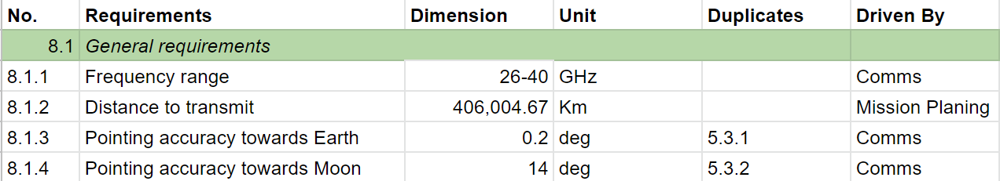 No. Requirements Dimension Unit Duplicates Driven By
8.1 General requirements
8.1.1 Frequency range 26-40 GHz Comms
8.1.2 Distance to transmit 406,004.67 Km Mission Planing
8.1.3 Pointing accuracy towards Earth 0.2 deg 5.3.1 Comms
8.1.4 Pointing accuracy towards Moon 14 deg 5.3.2 Comms